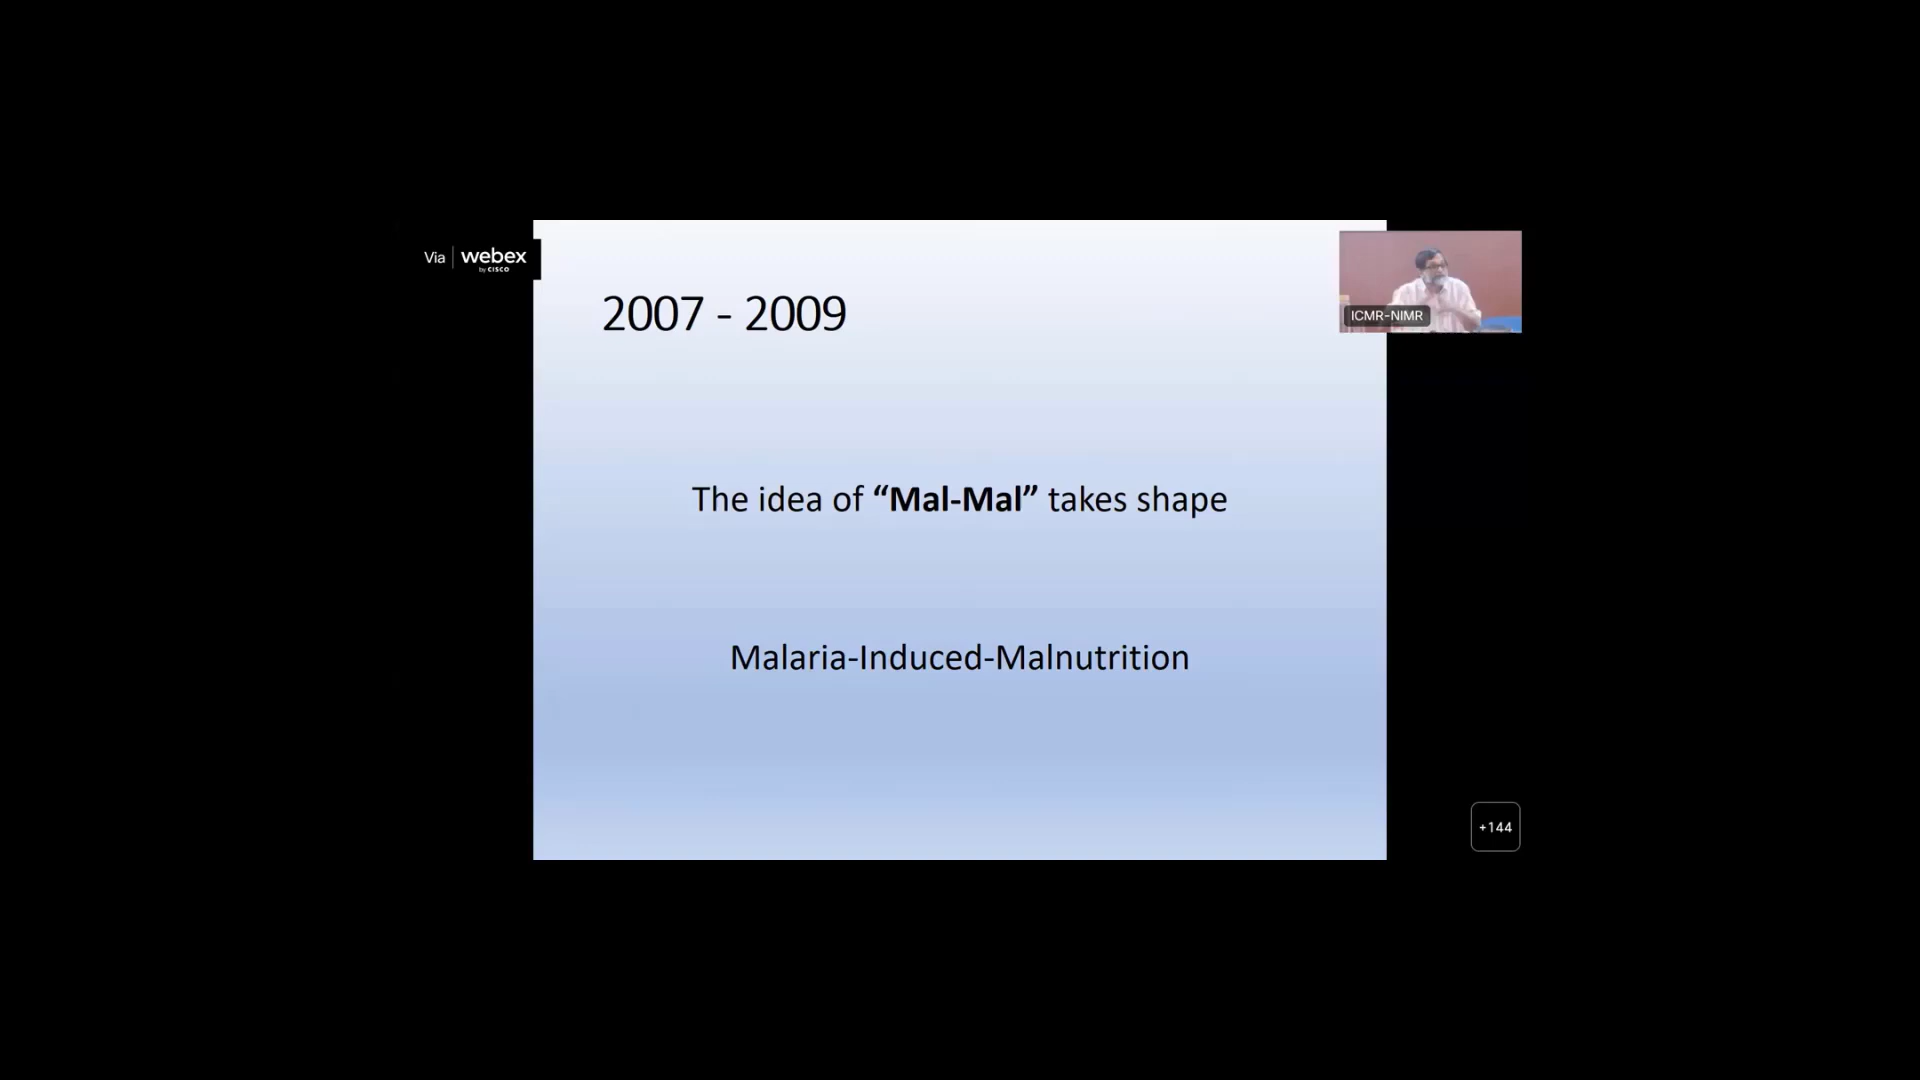 Via webex
by CISCO
2007 - 2009
ICMR-NIMR
The idea of “Mal-Mal” takes shape
Malaria-Induced-Malnutrition
+144